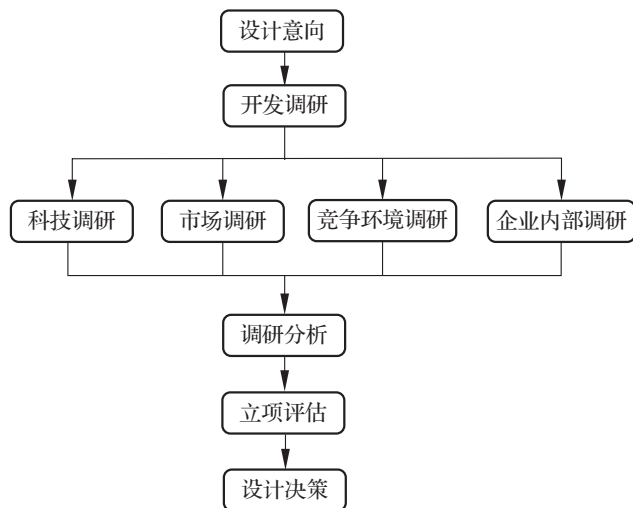 设计意向
开发调研
科技调研
市场调研
竞争环境调研
企业内部调研
调研分析
立项评估
设计决策